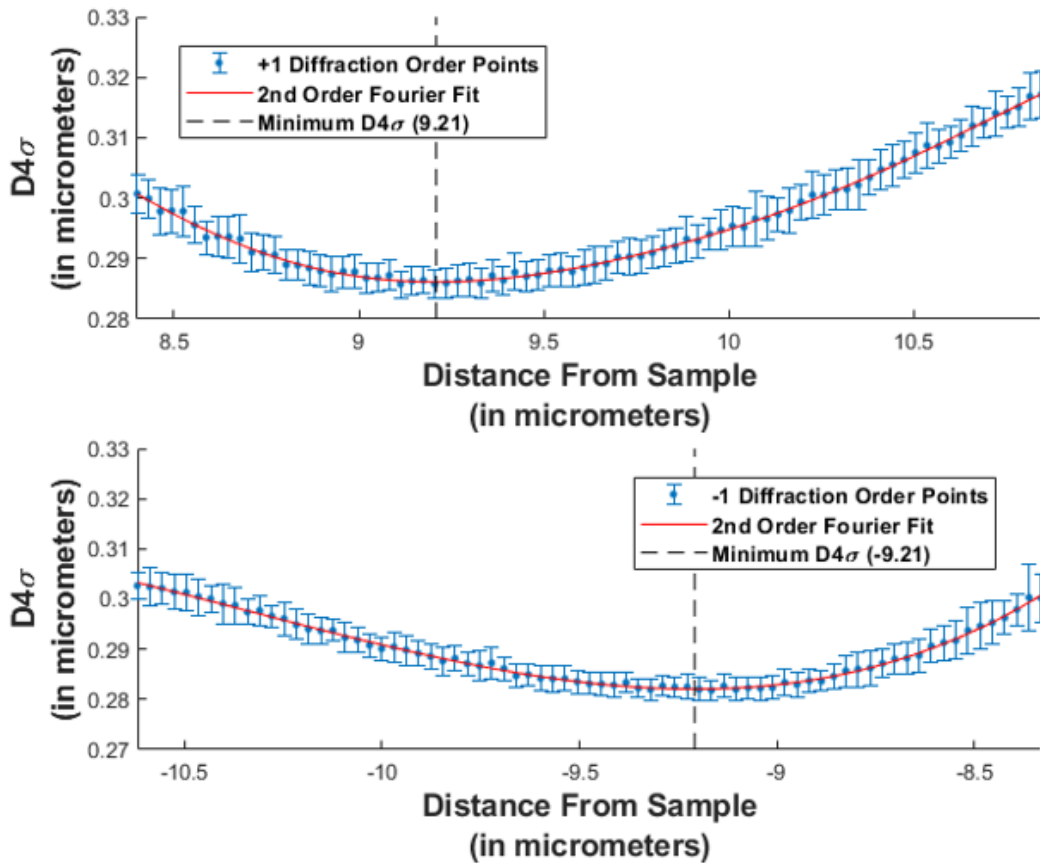 0.33
0.32
0.31
0.3
0.29
0.28
D4σ
(in micrometers)
+1 Diffraction Order Points
2nd Order Fourier Fit
Minimum D4σ (9.21)
8.5 9 9.5 10 10.5
Distance From Sample
(in micrometers)
0.33
0.32
0.31
0.3
0.29
0.28
0.27
D4σ
(in micrometers)
-1 Diffraction Order Points
2nd Order Fourier Fit
Minimum D4σ (-9.21)
-10.5 -10 -9.5 -9 -8.5
Distance From Sample
(in micrometers)